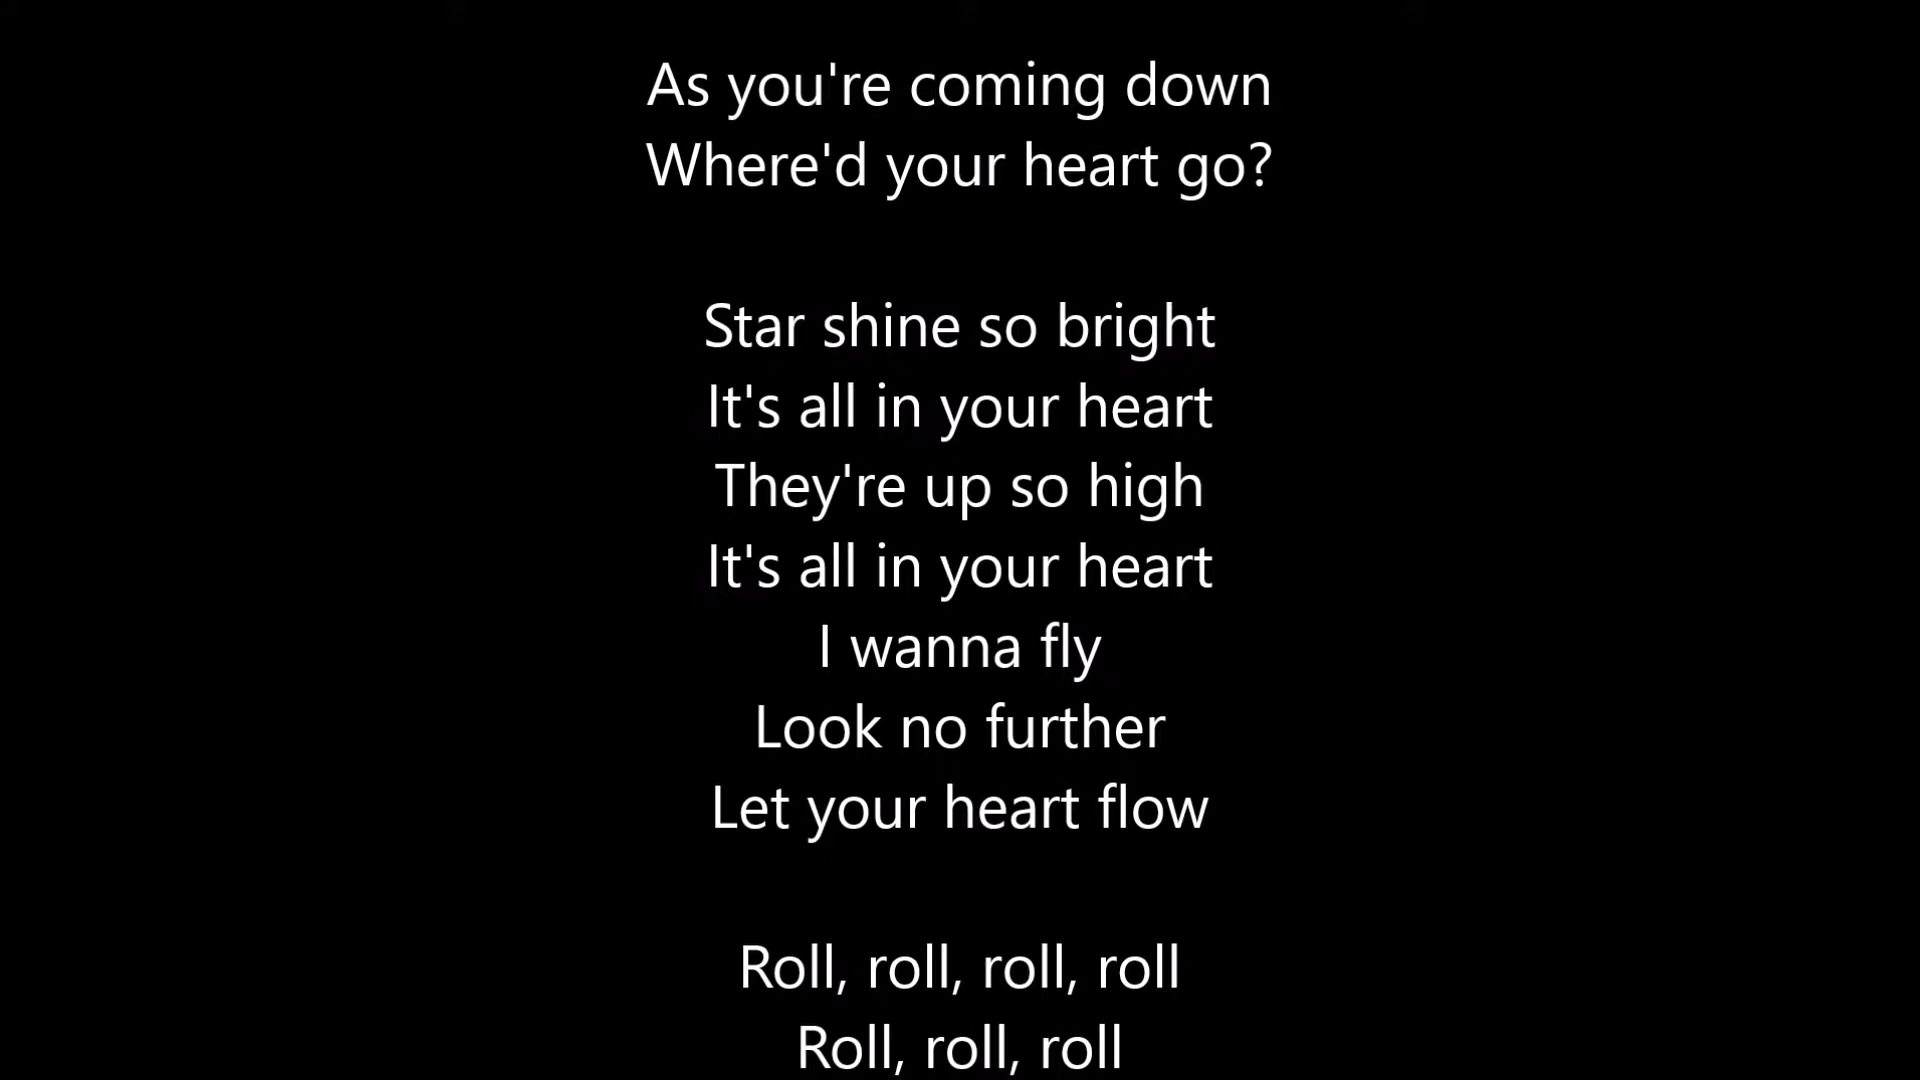 As you're coming down
Where'd your heart go?
Star shine so bright
It's all in your heart
They're up so high
It's all in your heart
I wanna fly
Look no further
Let your heart flow
Roll, roll, roll, roll
Roll, roll, roll